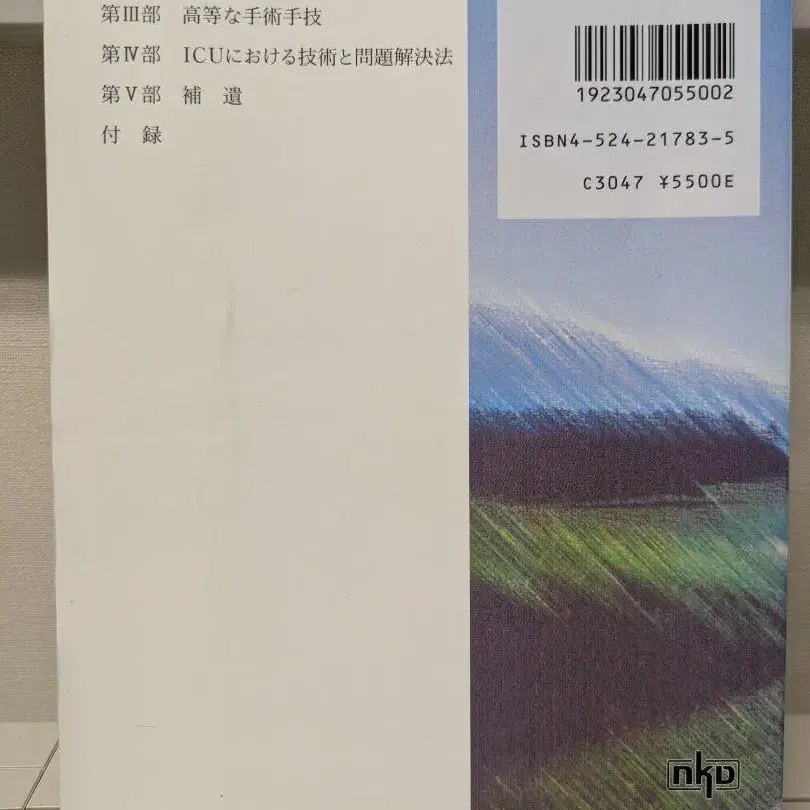 第Ⅲ部 高等な手術手技
第Ⅳ部 ICUにおける技術と問題解決法
第Ⅴ部 補遺
付録
1923047055002
ISBN4-524-21783-5
C3047 ¥5500E
nkd